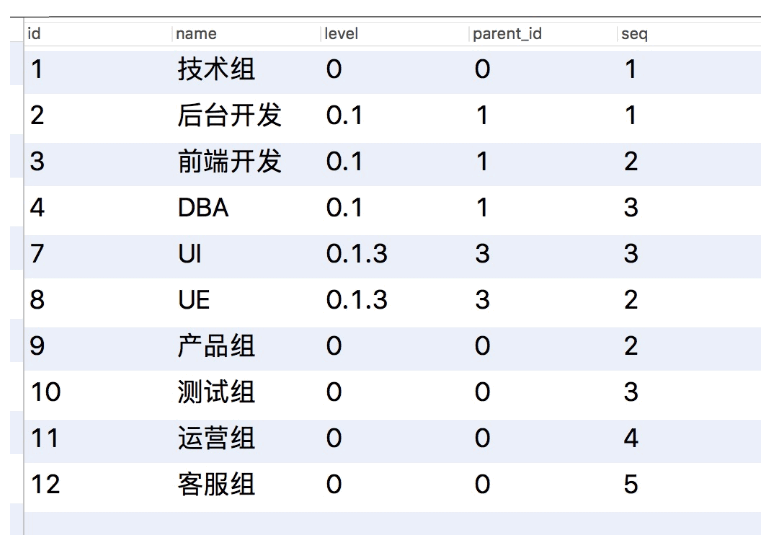 id name level parent_id seq
1 技术组 0 0 1
2 后台开发 0.1 1 1
3 前端开发 0.1 1 2
4 DBA 0.1 1 3
7 UI 0.1.3 3 3
8 UE 0.1.3 3 2
9 产品组 0 0 2
10 测试组 0 0 3
11 运营组 0 0 4
12 客服组 0 0 5